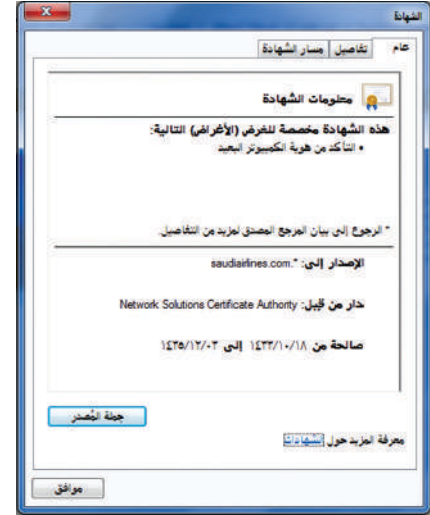 الشهادة
عام تفاصيل مسار الشهادة
معلومات الشهادة
هذه الشهادة مخصصة للغرض (الأغراض) التالية:
• التأكد من هوية الكمبيوتر البعيد
* الرجوع إلى بيان المرجع المصدق لمزيد من التفاصيل.
الإصدار إلى: *.saudiairlines.com
دار من قِبل: Network Solutions Certificate Authority
صالحة من ١٤٣٣/١٠/١٨ إلى ١٤٣٥/١٢/٠٣
جملة المُصدر
معرفة المزيد حول الشهادات
موافق